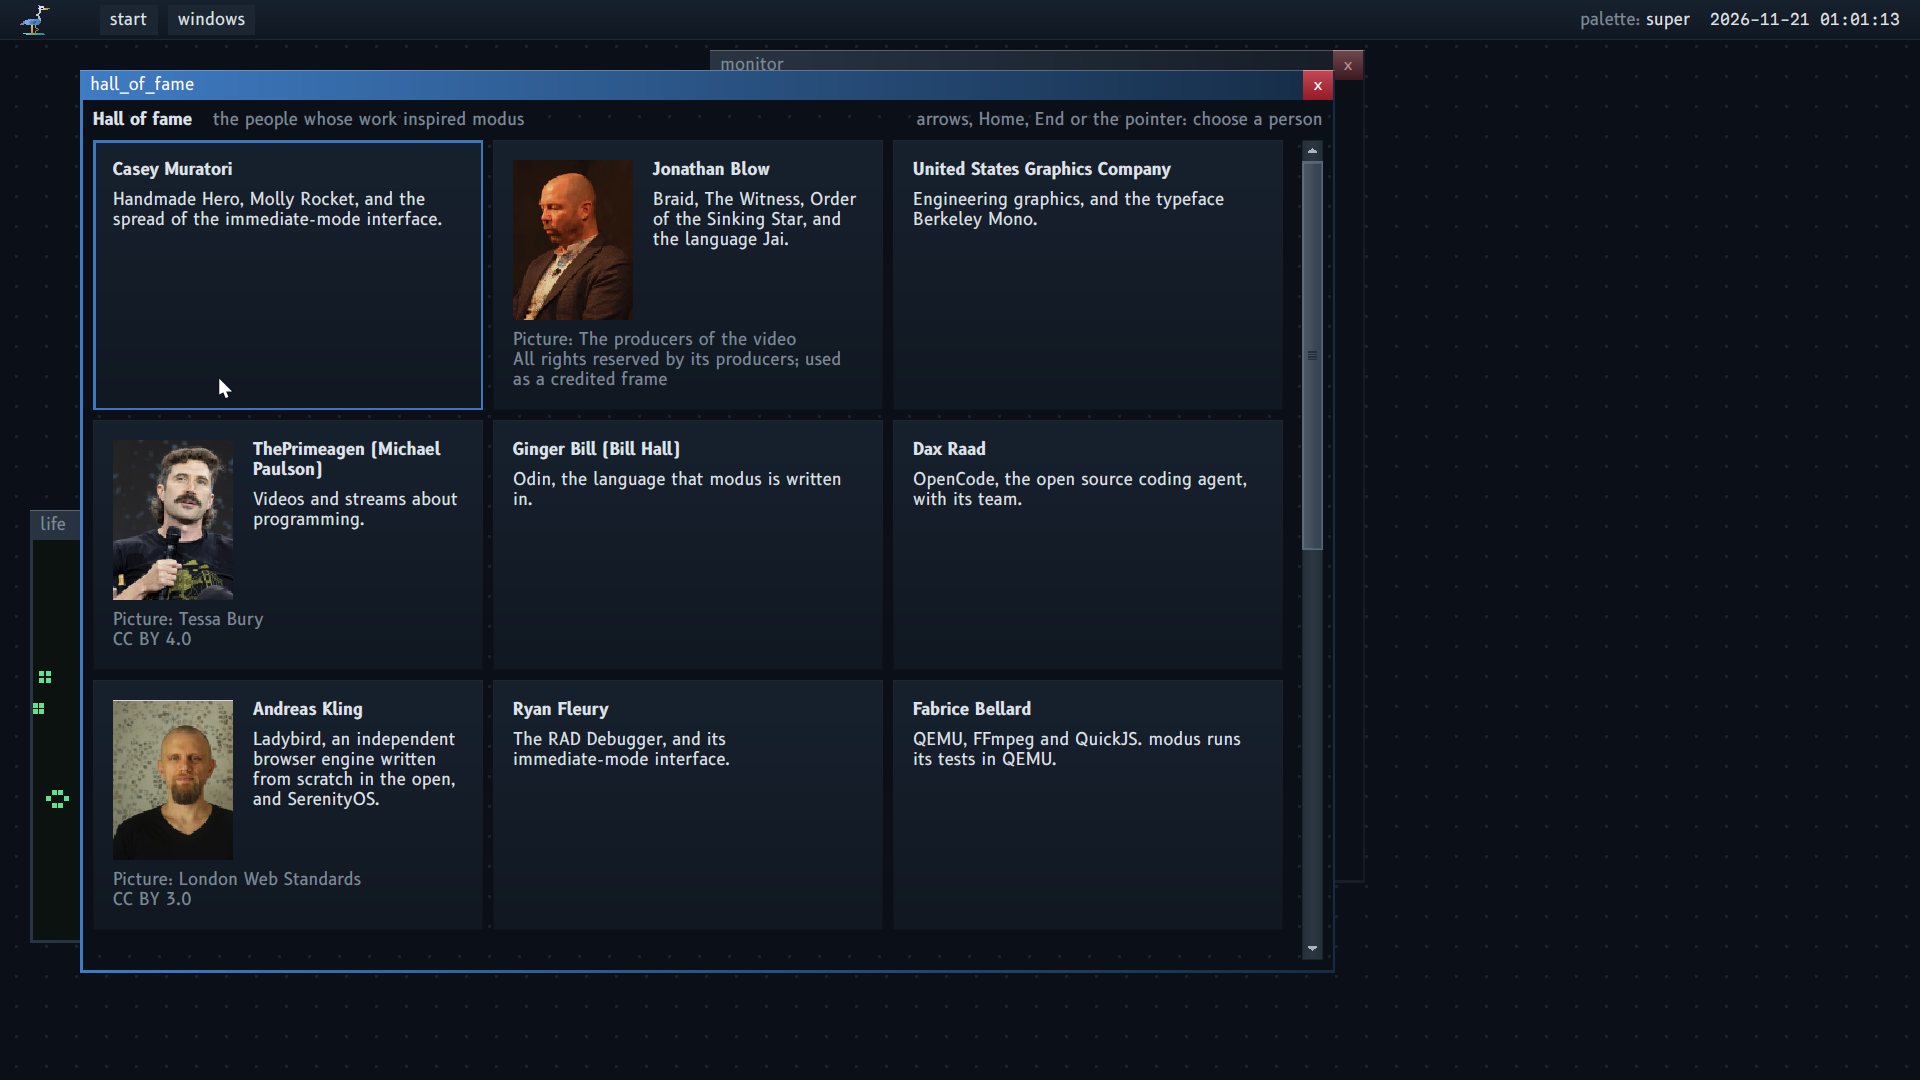 start windows palette: super 2026-11-21 01:01:13
monitor x
hall_of_fame x
Hall of fame the people whose work inspired modus arrows, Home, End or the pointer: choose a person
Casey Muratori
Handmade Hero, Molly Rocket, and the
spread of the immediate-mode interface.
Jonathan Blow
Braid, The Witness, Order
of the Sinking Star, and
the language Jai.
Picture: The producers of the video
All rights reserved by its producers; used
as a credited frame
United States Graphics Company
Engineering graphics, and the typeface
Berkeley Mono.
ThePrimeagen (Michael
Paulson)
Videos and streams about
programming.
Picture: Tessa Bury
CC BY 4.0
Ginger Bill (Bill Hall)
Odin, the language that modus is written
in.
Dax Raad
OpenCode, the open source coding agent,
with its team.
life
Andreas Kling
Ladybird, an independent
browser engine written
from scratch in the open,
and SerenityOS.
Picture: London Web Standards
CC BY 3.0
Ryan Fleury
The RAD Debugger, and its
immediate-mode interface.
Fabrice Bellard
QEMU, FFmpeg and QuickJS. modus runs
its tests in QEMU.